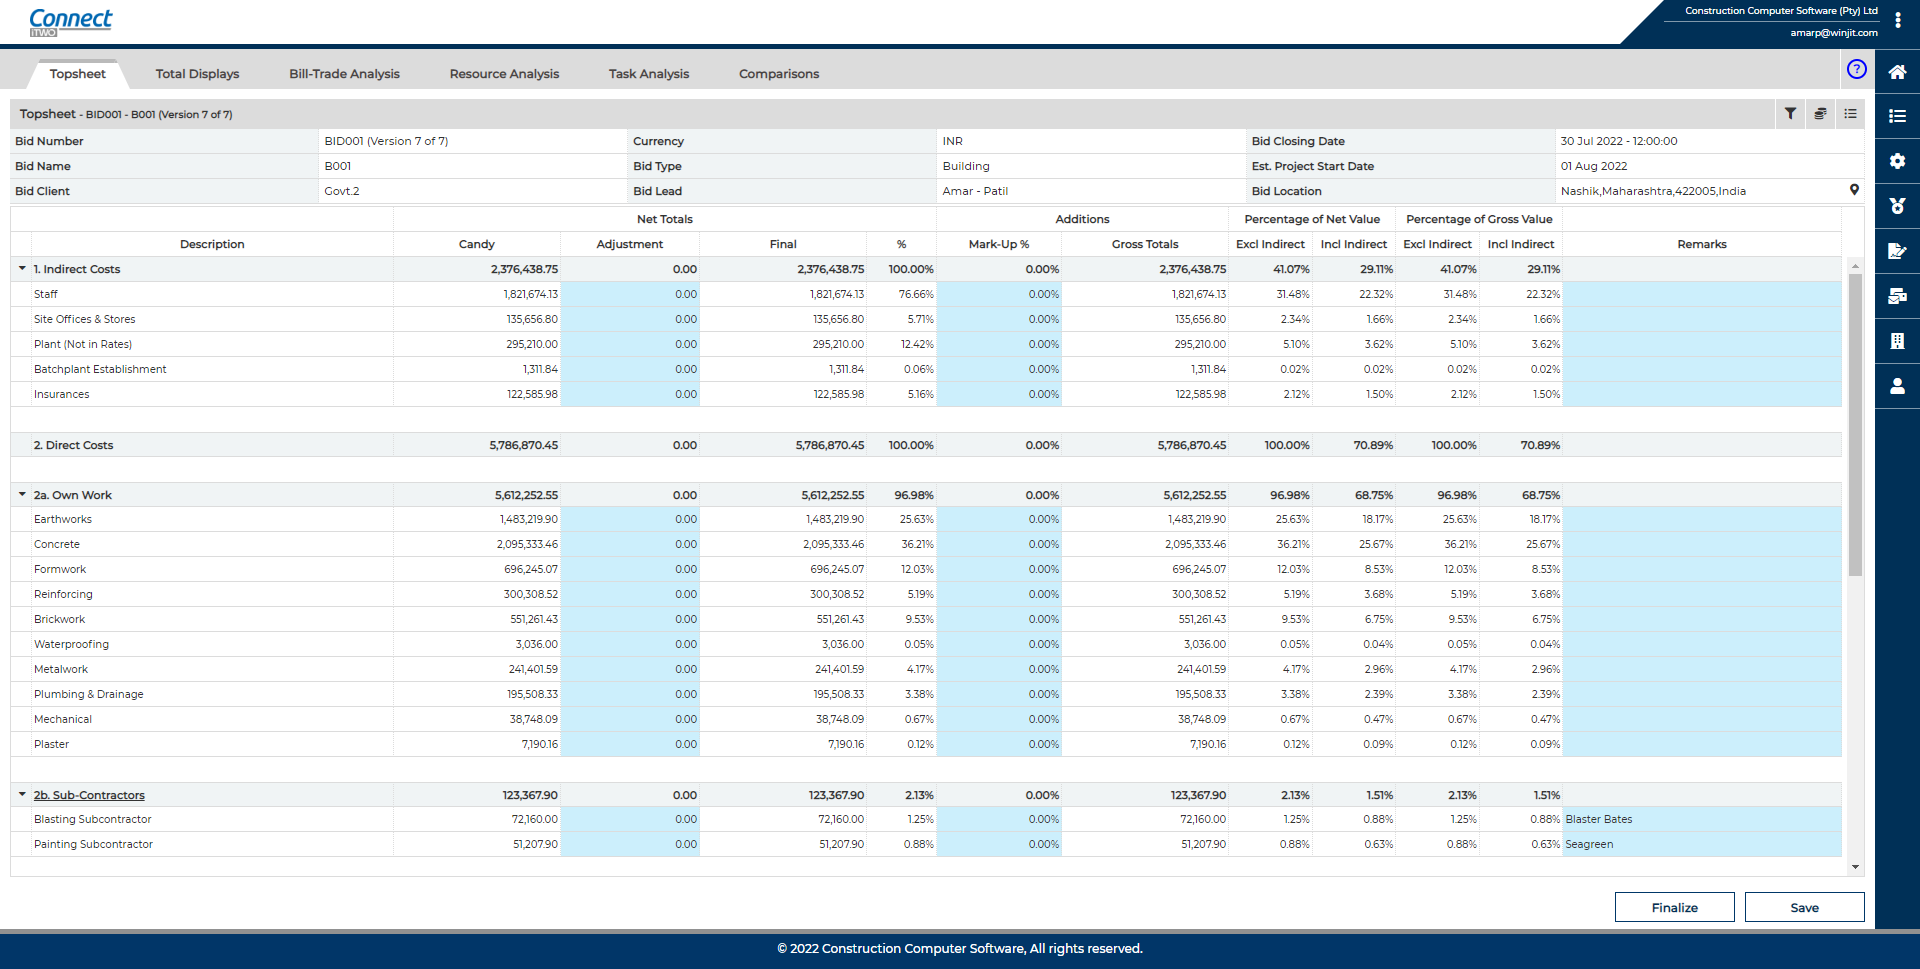 Connect
iTWO
Construction Computer Software (Pty) Ltd
amarp@winjit.com
Topsheet Total Displays Bill-Trade Analysis Resource Analysis Task Analysis Comparisons
?
Topsheet - BID001 - B001 (Version 7 of 7)
Bid Number BID001 (Version 7 of 7) Currency INR Bid Closing Date 30 Jul 2022 - 12:00:00
Bid Name B001 Bid Type Building Est. Project Start Date 01 Aug 2022
Bid Client Govt.2 Bid Lead Amar - Patil Bid Location Nashik,Maharashtra,422005,India
Net Totals Additions Percentage of Net Value Percentage of Gross Value
Description Candy Adjustment Final % Mark-Up % Gross Totals Excl Indirect Incl Indirect Excl Indirect Incl Indirect Remarks
1. Indirect Costs 2,376,438.75 0.00 2,376,438.75 100.00% 0.00% 2,376,438.75 41.07% 29.11% 41.07% 29.11%
Staff 1,821,674.13 0.00 1,821,674.13 76.66% 0.00% 1,821,674.13 31.48% 22.32% 31.48% 22.32%
Site Offices & Stores 135,656.80 0.00 135,656.80 5.71% 0.00% 135,656.80 2.34% 1.66% 2.34% 1.66%
Plant (Not in Rates) 295,210.00 0.00 295,210.00 12.42% 0.00% 295,210.00 5.10% 3.62% 5.10% 3.62%
Batchplant Establishment 1,311.84 0.00 1,311.84 0.06% 0.00% 1,311.84 0.02% 0.02% 0.02% 0.02%
Insurances 122,585.98 0.00 122,585.98 5.16% 0.00% 122,585.98 2.12% 1.50% 2.12% 1.50%
2. Direct Costs 5,786,870.45 0.00 5,786,870.45 100.00% 0.00% 5,786,870.45 100.00% 70.89% 100.00% 70.89%
2a. Own Work 5,612,252.55 0.00 5,612,252.55 96.98% 0.00% 5,612,252.55 96.98% 68.75% 96.98% 68.75%
Earthworks 1,483,219.90 0.00 1,483,219.90 25.63% 0.00% 1,483,219.90 25.63% 18.17% 25.63% 18.17%
Concrete 2,095,333.46 0.00 2,095,333.46 36.21% 0.00% 2,095,333.46 36.21% 25.67% 36.21% 25.67%
Formwork 696,245.07 0.00 696,245.07 12.03% 0.00% 696,245.07 12.03% 8.53% 12.03% 8.53%
Reinforcing 300,308.52 0.00 300,308.52 5.19% 0.00% 300,308.52 5.19% 3.68% 5.19% 3.68%
Brickwork 551,261.43 0.00 551,261.43 9.53% 0.00% 551,261.43 9.53% 6.75% 9.53% 6.75%
Waterproofing 3,036.00 0.00 3,036.00 0.05% 0.00% 3,036.00 0.05% 0.04% 0.05% 0.04%
Metalwork 241,401.59 0.00 241,401.59 4.17% 0.00% 241,401.59 4.17% 2.96% 4.17% 2.96%
Plumbing & Drainage 195,508.33 0.00 195,508.33 3.38% 0.00% 195,508.33 3.38% 2.39% 3.38% 2.39%
Mechanical 38,748.09 0.00 38,748.09 0.67% 0.00% 38,748.09 0.67% 0.47% 0.67% 0.47%
Plaster 7,190.16 0.00 7,190.16 0.12% 0.00% 7,190.16 0.12% 0.09% 0.12% 0.09%
2b. Sub-Contractors 123,367.90 0.00 123,367.90 2.13% 0.00% 123,367.90 2.13% 1.51% 2.13% 1.51%
Blasting Subcontractor 72,160.00 0.00 72,160.00 1.25% 0.00% 72,160.00 1.25% 0.88% 1.25% 0.88% Blaster Bates
Painting Subcontractor 51,207.90 0.00 51,207.90 0.88% 0.00% 51,207.90 0.88% 0.63% 0.88% 0.63% Seagreen
Finalize Save
© 2022 Construction Computer Software, All rights reserved.